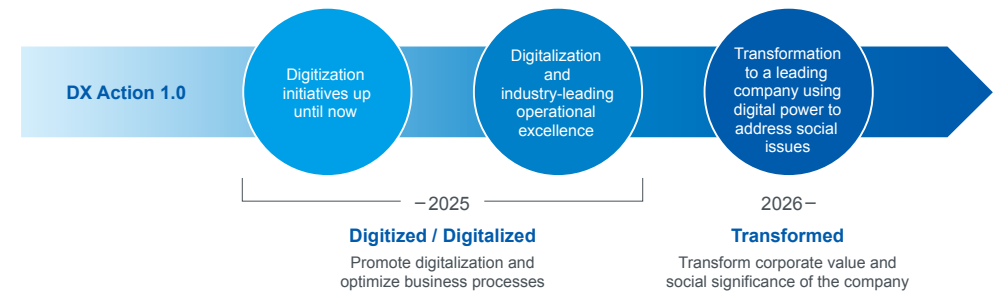 DX Action 1.0
Digitization
initiatives up
until now
Digitalization
and
industry-leading
operational
excellence
Transformation
to a leading
company using
digital power to
address social
issues
−2025
Digitized / Digitalized
Promote digitalization and
optimize business processes
2026−
Transformed
Transform corporate value and
social significance of the company